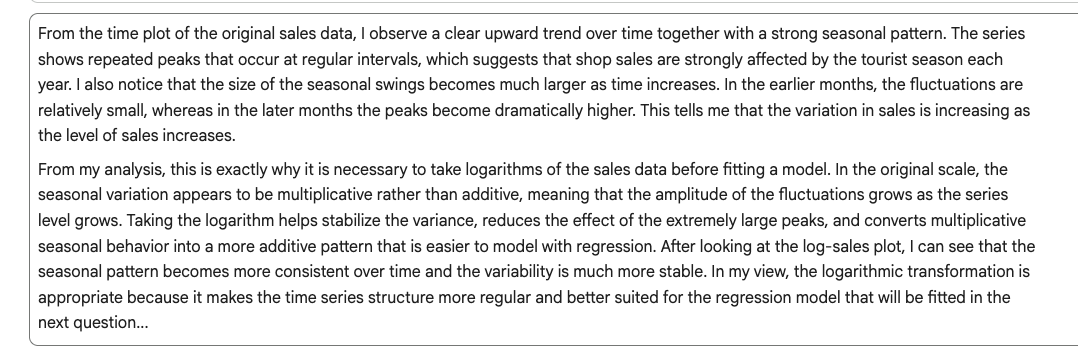 From the time plot of the original sales data, I observe a clear upward trend over time together with a strong seasonal pattern. The series
shows repeated peaks that occur at regular intervals, which suggests that shop sales are strongly affected by the tourist season each
year. I also notice that the size of the seasonal swings becomes much larger as time increases. In the earlier months, the fluctuations are
relatively small, whereas in the later months the peaks become dramatically higher. This tells me that the variation in sales is increasing as
the level of sales increases.
From my analysis, this is exactly why it is necessary to take logarithms of the sales data before fitting a model. In the original scale, the
seasonal variation appears to be multiplicative rather than additive, meaning that the amplitude of the fluctuations grows as the series
level grows. Taking the logarithm helps stabilize the variance, reduces the effect of the extremely large peaks, and converts multiplicative
seasonal behavior into a more additive pattern that is easier to model with regression. After looking at the log-sales plot, I can see that the
seasonal pattern becomes more consistent over time and the variability is much more stable. In my view, the logarithmic transformation is
appropriate because it makes the time series structure more regular and better suited for the regression model that will be fitted in the
next question...